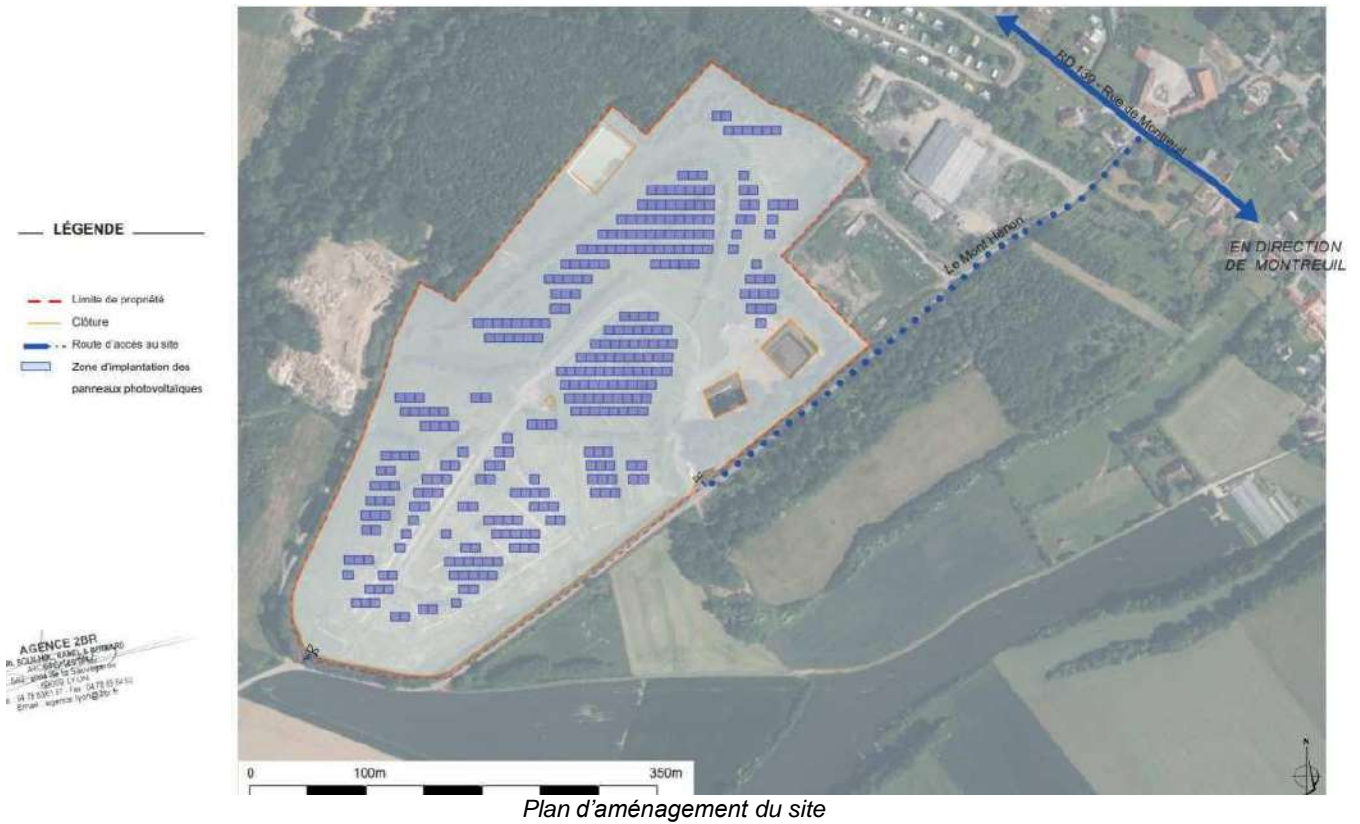 LÉGENDE
Limite de propriété
Clôture
Route d'accès au site
Zone d'implantation des
panneaux photovoltaïques
RD 139 - Rue de Montreuil
Le Mont Hénon
EN DIRECTION
DE MONTREUIL
AGENCE 2BR
N
0 100m 350m
Plan d'aménagement du site